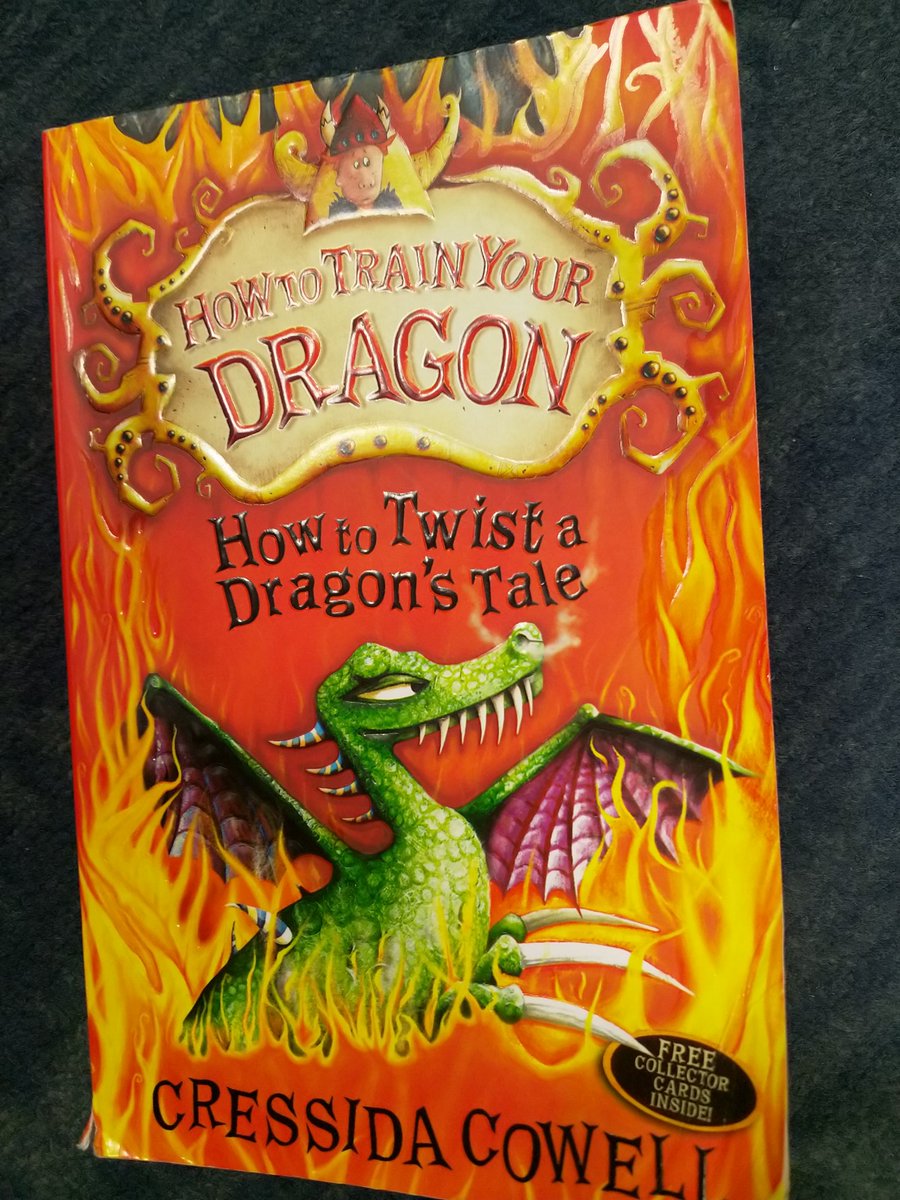 HOW TO TRAIN YOUR
DRAGON
How to Twist a
Dragon's Tale
FREE
COLLECTOR
CARDS
INSIDE!
CRESSIDA COWELL